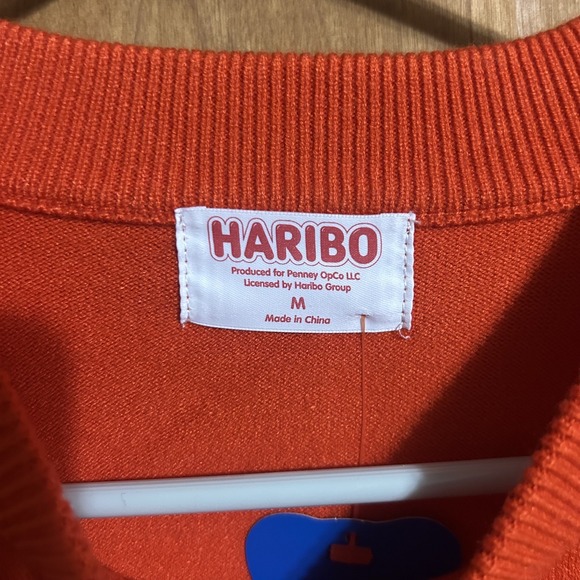 HARIBO
Produced for Penney OpCo LLC
Licensed by Haribo Group
M
Made in China